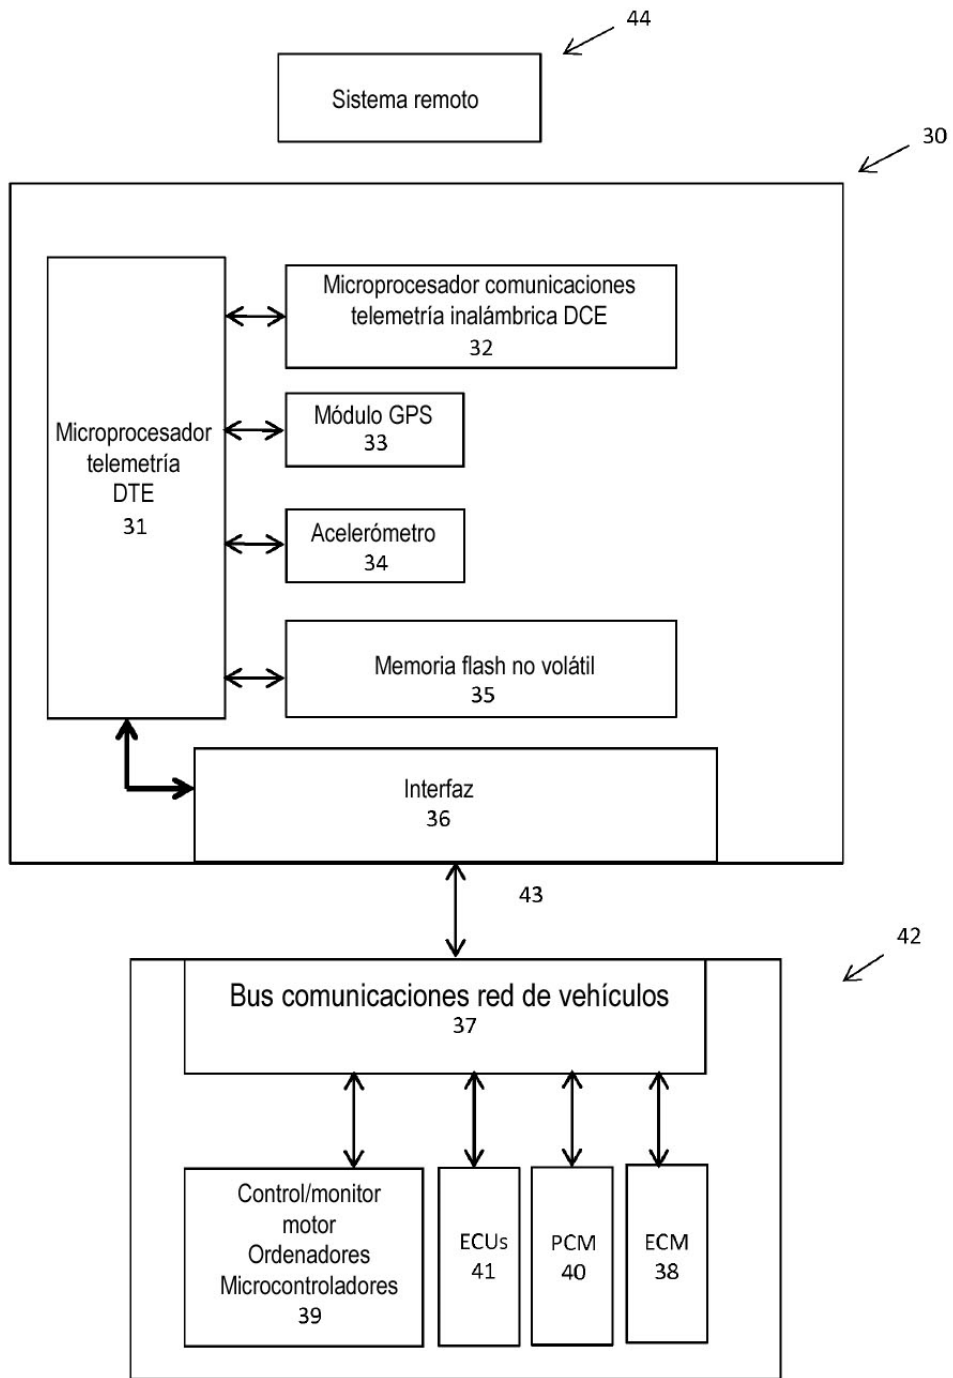 44
Sistema remoto
30
Microprocesador comunicaciones
telemetría inalámbrica DCE
32
Módulo GPS
33
Microprocesador
telemetría
DTE
31
Acelerómetro
34
Memoria flash no volátil
35
Interfaz
36
43
42
Bus comunicaciones red de vehículos
37
Control/monitor
motor
Ordenadores
Microcontroladores
39
ECUs
41
PCM
40
ECM
38